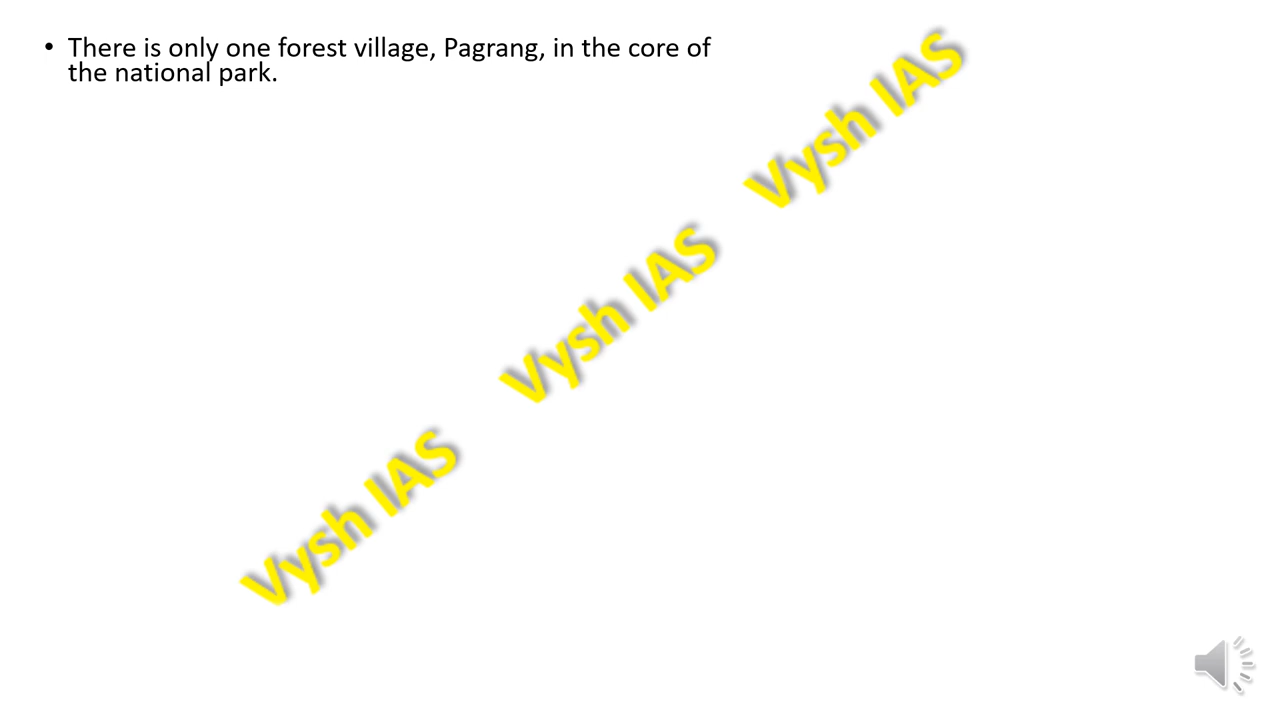 • There is only one forest village, Pagrang, in the core of
the national park.
Vysh IAS
Vysh IAS
Vysh IAS